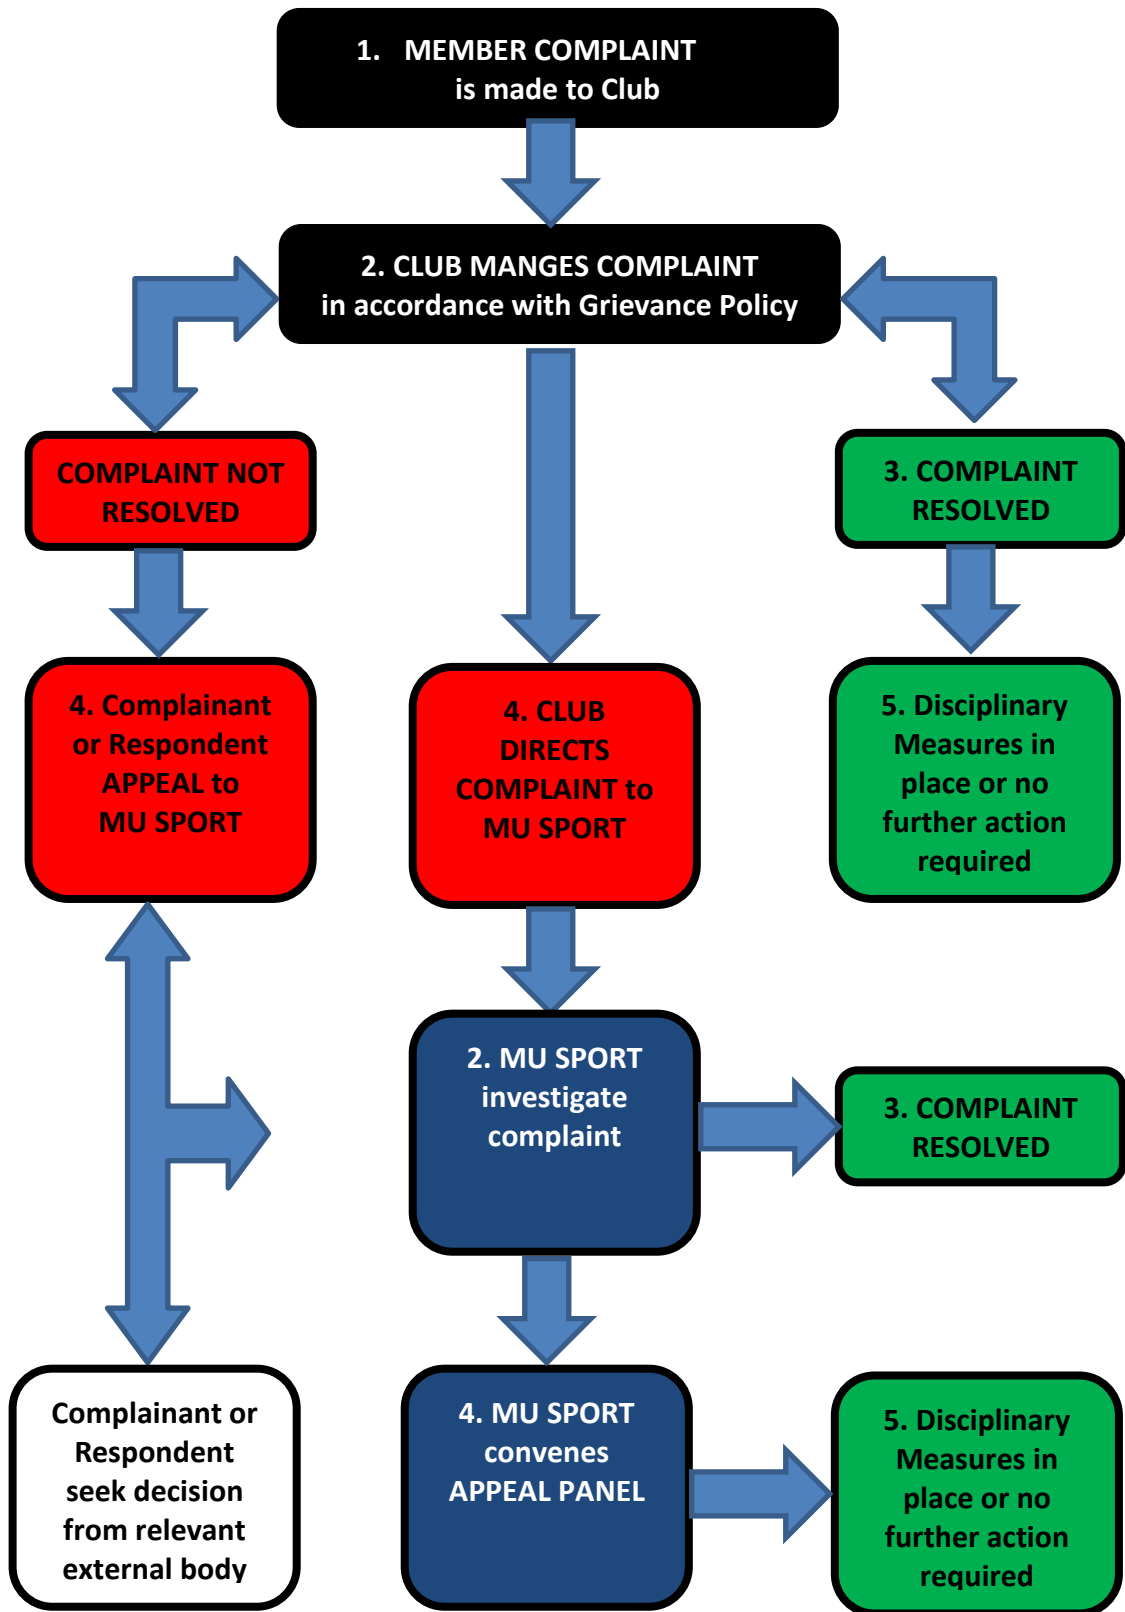 1. MEMBER COMPLAINT
is made to Club
2. CLUB MANGES COMPLAINT
in accordance with Grievance Policy
COMPLAINT NOT
RESOLVED
3. COMPLAINT
RESOLVED
4. Complainant
or Respondent
APPEAL to
MU SPORT
4. CLUB
DIRECTS
COMPLAINT to
MU SPORT
5. Disciplinary
Measures in
place or no
further action
required
2. MU SPORT
investigate
complaint
3. COMPLAINT
RESOLVED
Complainant or
Respondent
seek decision
from relevant
external body
4. MU SPORT
convenes
APPEAL PANEL
5. Disciplinary
Measures in
place or no
further action
required